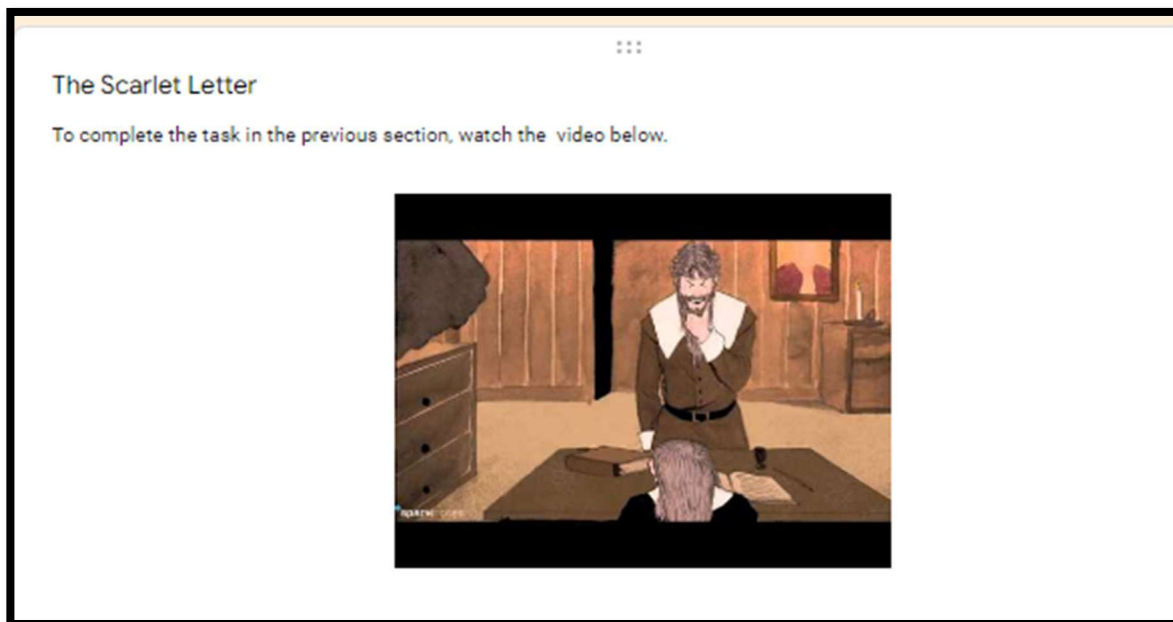 The Scarlet Letter
To complete the task in the previous section, watch the video below.